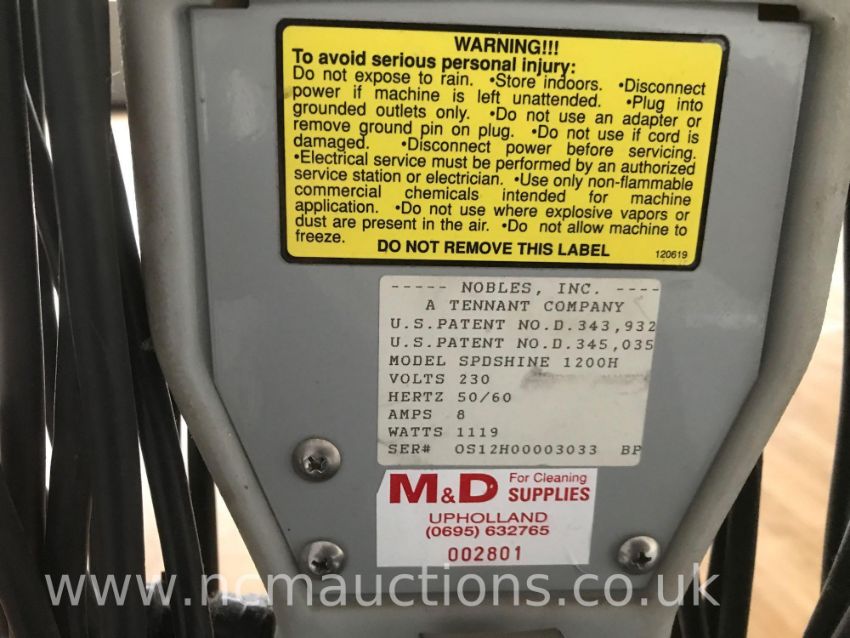 WARNING!!!
To avoid serious personal injury:
Do not expose to rain. •Store indoors. •Disconnect
power if machine is left unattended. •Plug into
grounded outlets only. •Do not use an adapter or
remove ground pin on plug. •Do not use if cord is
damaged. •Disconnect power before servicing.
•Electrical service must be performed by an authorized
service station or electrician. •Use only non-flammable
commercial chemicals intended for machine
application. •Do not use where explosive vapors or
dust are present in the air. •Do not allow machine to
freeze.
DO NOT REMOVE THIS LABEL 120619
----- NOBLES, INC. ----
A TENNANT COMPANY
U.S.PATENT NO.D.343,932
U.S.PATENT NO.D.345,035
MODEL SPDSHINE 1200H
VOLTS 230
HERTZ 50/60
AMPS 8
WATTS 1119
SER# OS12H00003033 BP
M&D For Cleaning
SUPPLIES
UPHOLLAND
(0695) 632765
002801
www.ncmauctions.co.uk